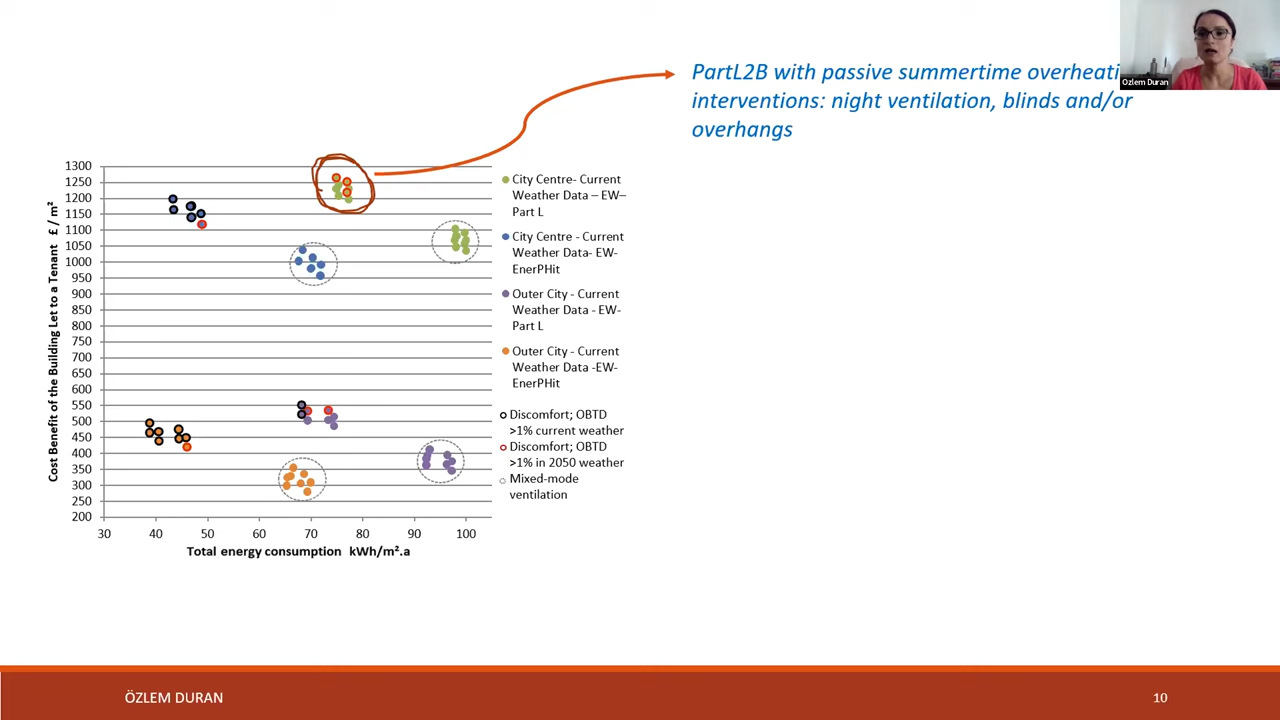 PartL2B with passive summertime
interventions: night ventilation, blinds and/or
overhangs
Ozlem Duran
Cost Benefit of the Building Let to a Tenant £ / m²
1300
1250
1200
1150
1100
1050
1000
950
900
850
800
750
700
650
600
550
500
450
400
350
300
250
200
30 40 50 60 70 80 90 100
Total energy consumption kWh/m².a
City Centre- Current
Weather Data – EW–
Part L
City Centre - Current
Weather Data- EW-
EnerPHit
Outer City - Current
Weather Data - EW-
Part L
Outer City - Current
Weather Data -EW-
EnerPHit
Discomfort; OBTD
>1% current weather
Discomfort; OBTD
>1% in 2050 weather
Mixed-mode
ventilation
ÖZLEM DURAN
10